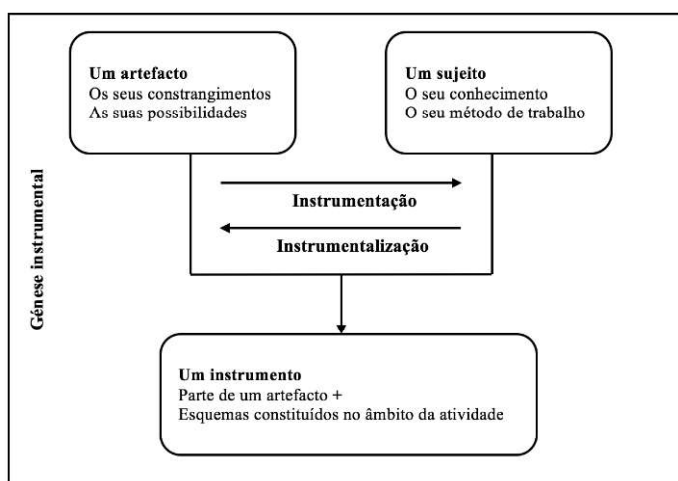 Um artefacto
Os seus constrangimentos
As suas possibilidades
Um sujeito
O seu conhecimento
O seu método de trabalho
Instrumentação
Instrumentalização
Génese instrumental
Um instrumento
Parte de um artefacto +
Esquemas constituídos no âmbito da atividade